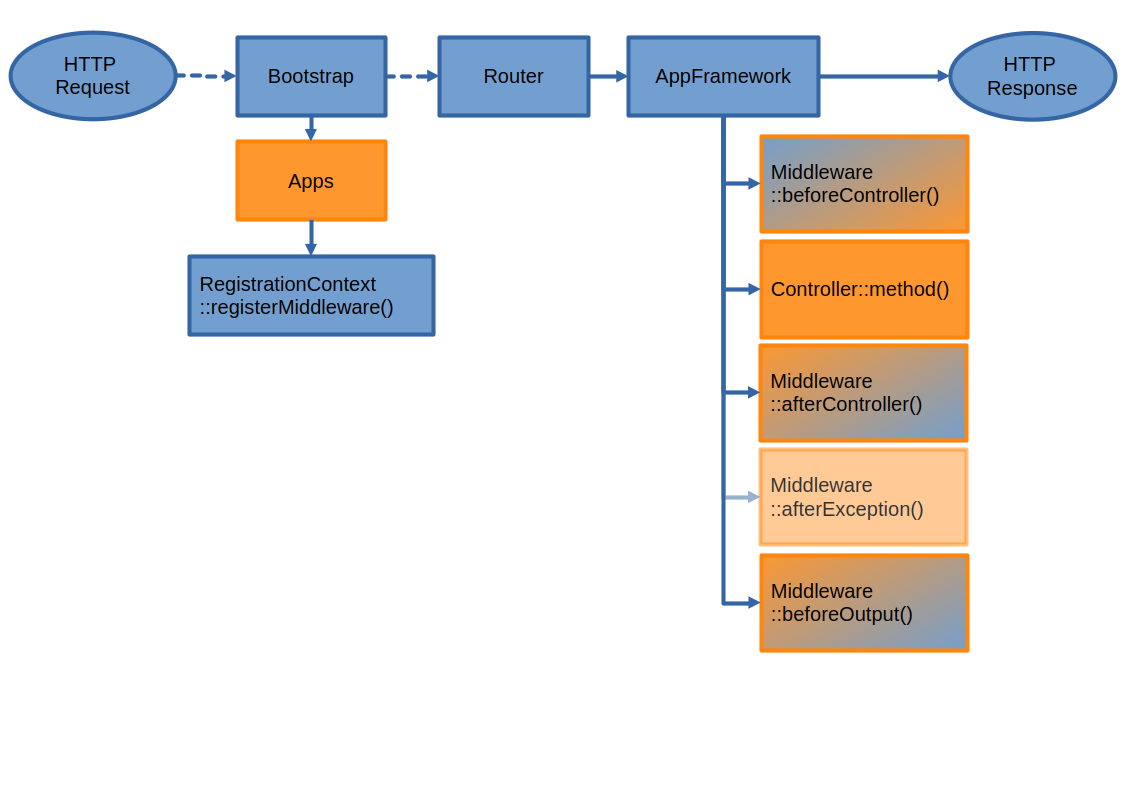 HTTP
Request
Bootstrap
Router
AppFramework
HTTP
Response
Apps
RegistrationContext
::registerMiddleware()
Middleware
::beforeController()
Controller::method()
Middleware
::afterController()
Middleware
::afterException()
Middleware
::beforeOutput()